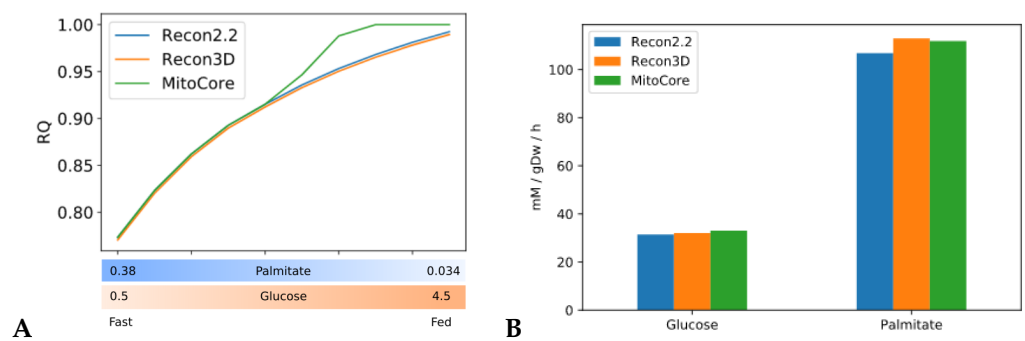 1.00
0.95
0.90
0.85
0.80
RQ
Recon2.2
Recon3D
MitoCore
0.38 Palmitate 0.034
0.5 Glucose 4.5
Fast Fed
A
100
80
60
40
20
0
mM / gDw / h
Recon2.2
Recon3D
MitoCore
Glucose Palmitate
B